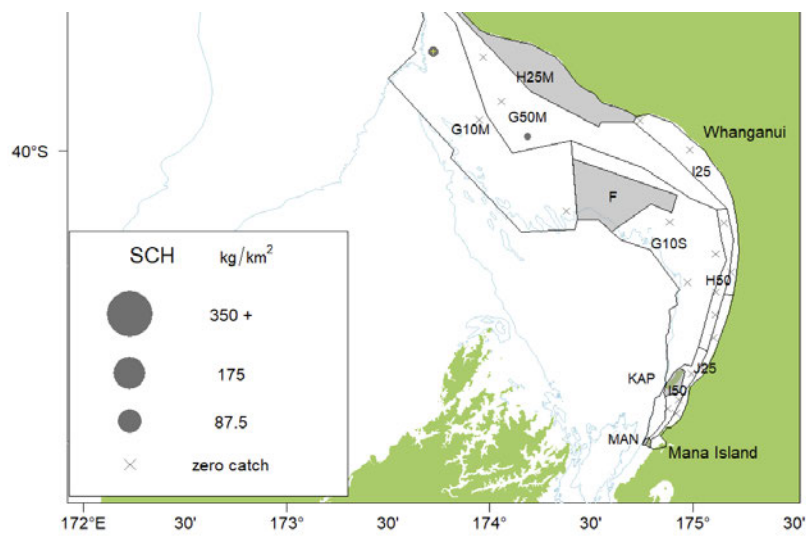 H25M
G50M
G10M
Whanganui
40°S
I25
F
G10S
SCH kg/km²
H50
350 +
175
KAP
J25
I50
87.5
MAN
Mana Island
zero catch
172°E 30' 173° 30' 174° 30' 175° 30'